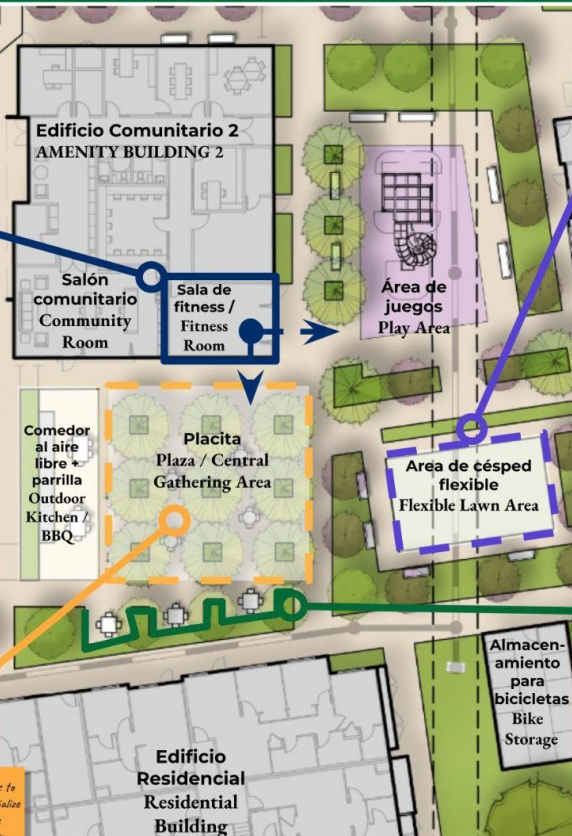 Edificio Comunitario 2
AMENITY BUILDING 2
Salón
comunitario
Community
Room
Sala de
fitness /
Fitness
Room
Área de
juegos
Play Area
Comedor
al aire
libre +
parrilla
Outdoor
Kitchen /
BBQ
Placita
Plaza / Central
Gathering Area
Area de césped
flexible
Flexible Lawn Area
Almacen-
amiento
para
bicicletas
Bike
Storage
Edificio
Residencial
Residential
Building
to